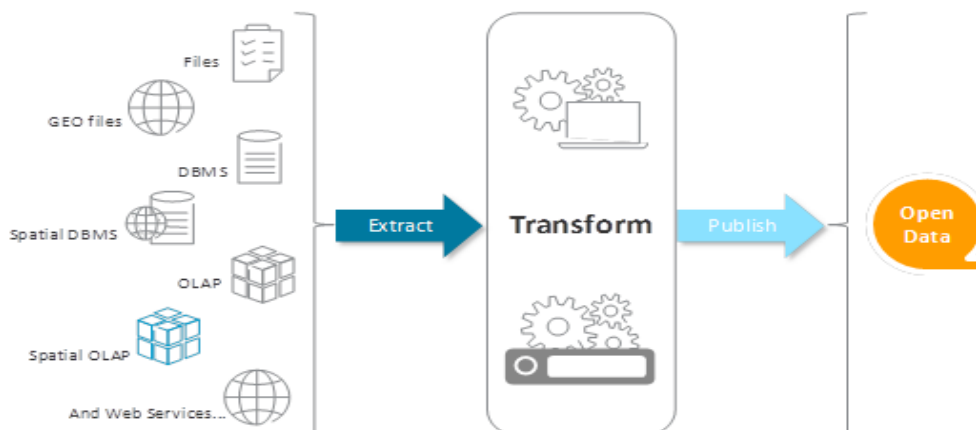 Files
GEO files
DBMS
Spatial DBMS
OLAP
Spatial OLAP
And Web Services...
Extract
Transform
Publish
Open
Data